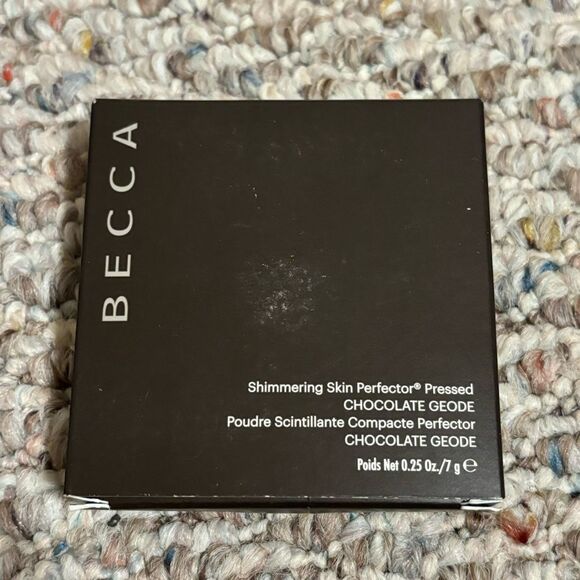 BECCA
Shimmering Skin Perfector® Pressed
CHOCOLATE GEODE
Poudre Scintillante Compacte Perfector
CHOCOLATE GEODE
Poids Net 0.25 Oz./7 g ℮